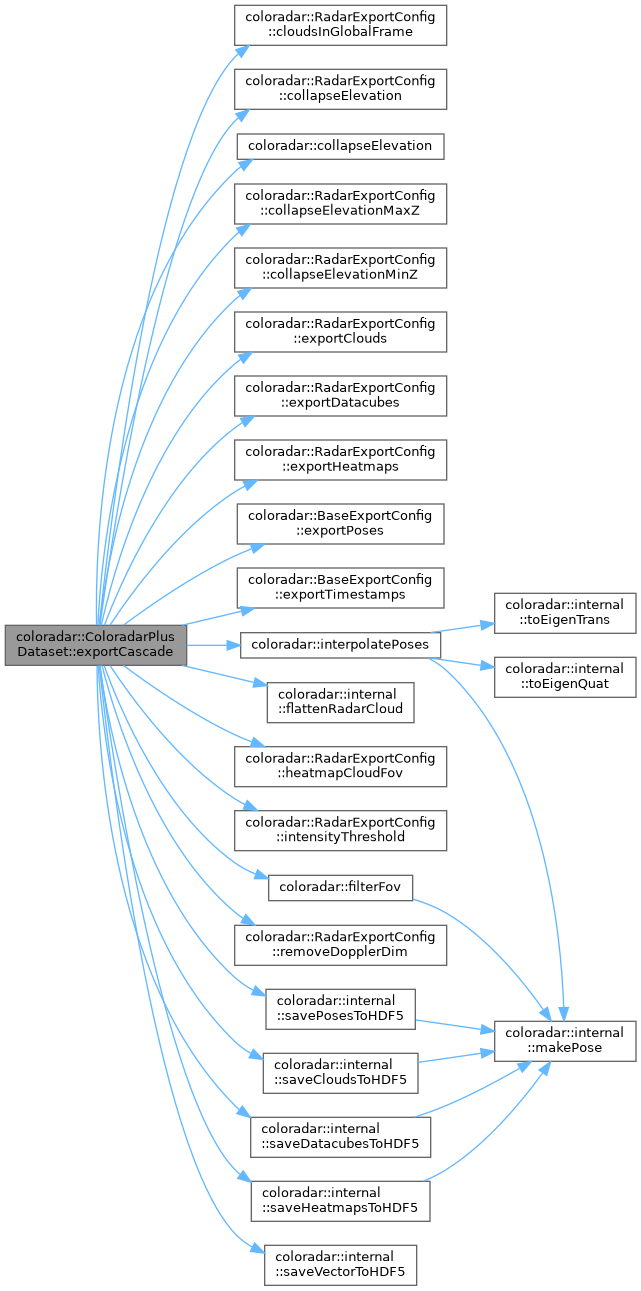 coloradar::RadarExportConfig
::cloudsInGlobalFrame
coloradar::RadarExportConfig
::collapseElevation
coloradar::collapseElevation
coloradar::RadarExportConfig
::collapseElevationMaxZ
coloradar::RadarExportConfig
::collapseElevationMinZ
coloradar::RadarExportConfig
::exportClouds
coloradar::RadarExportConfig
::exportDatacubes
coloradar::RadarExportConfig
::exportHeatmaps
coloradar::BaseExportConfig
::exportPoses
coloradar::BaseExportConfig
::exportTimestamps
coloradar::ColoradarPlus
Dataset::exportCascade
coloradar::interpolatePoses
coloradar::internal
::toEigenTrans
coloradar::internal
::toEigenQuat
coloradar::internal
::flattenRadarCloud
coloradar::RadarExportConfig
::heatmapCloudFov
coloradar::RadarExportConfig
::intensityThreshold
coloradar::filterFov
coloradar::RadarExportConfig
::removeDopplerDim
coloradar::internal
::savePosesToHDF5
coloradar::internal
::makePose
coloradar::internal
::saveCloudsToHDF5
coloradar::internal
::saveDatacubesToHDF5
coloradar::internal
::saveHeatmapsToHDF5
coloradar::internal
::saveVectorToHDF5